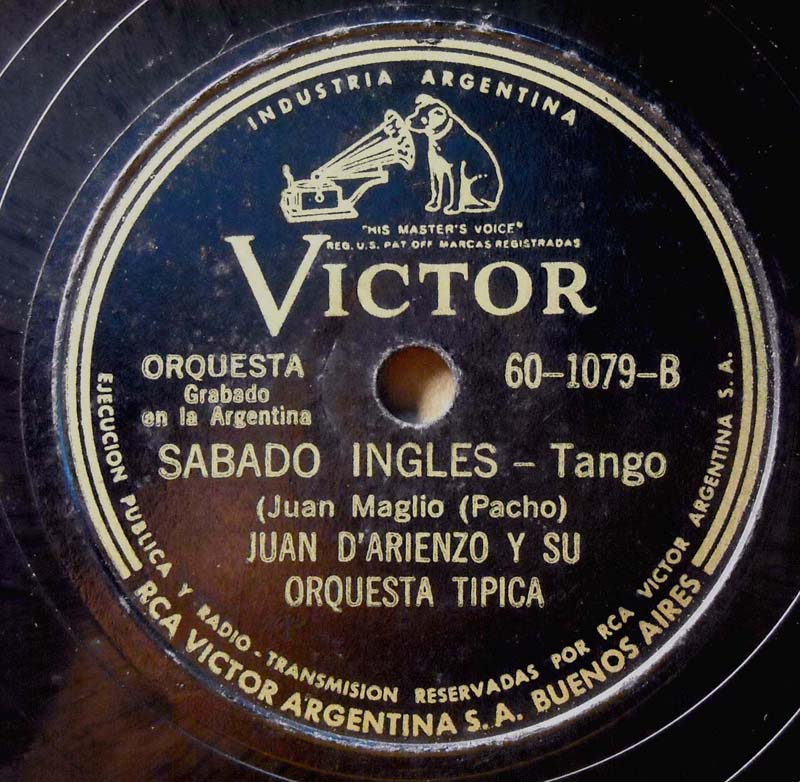 INDUSTRIA ARGENTINA
"HIS MASTER'S VOICE"
REG. U.S. PAT OFF MARCAS REGISTRADAS
VICTOR
ORQUESTA
Grabado
en la Argentina
60-1079-B
SABADO INGLES - Tango
(Juan Maglio (Pacho)
JUAN D'ARIENZO Y SU
ORQUESTA TIPICA
EJECUCION PUBLICA Y RADIO-TRANSMISION RESERVADAS POR RCA VICTOR ARGENTINA S.A.
RCA VICTOR ARGENTINA S.A. BUENOS AIRES